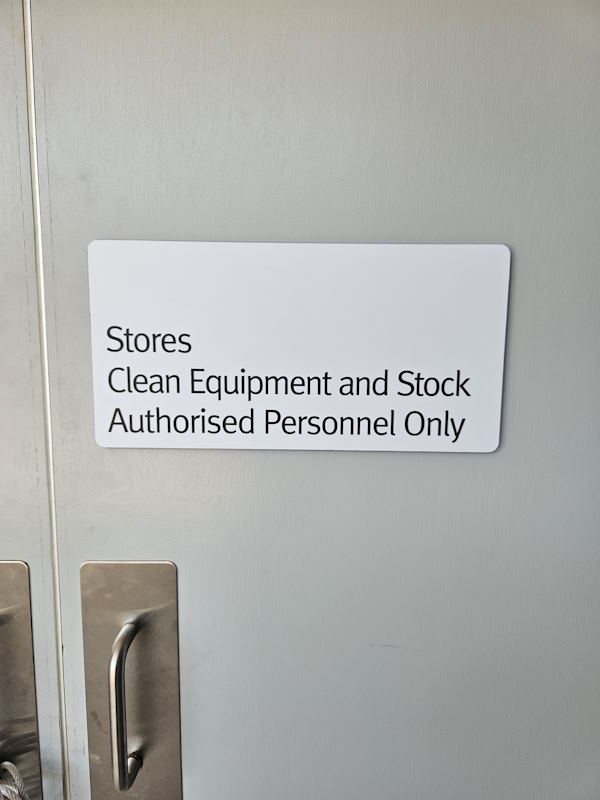 Stores
Clean Equipment and Stock
Authorised Personnel Only